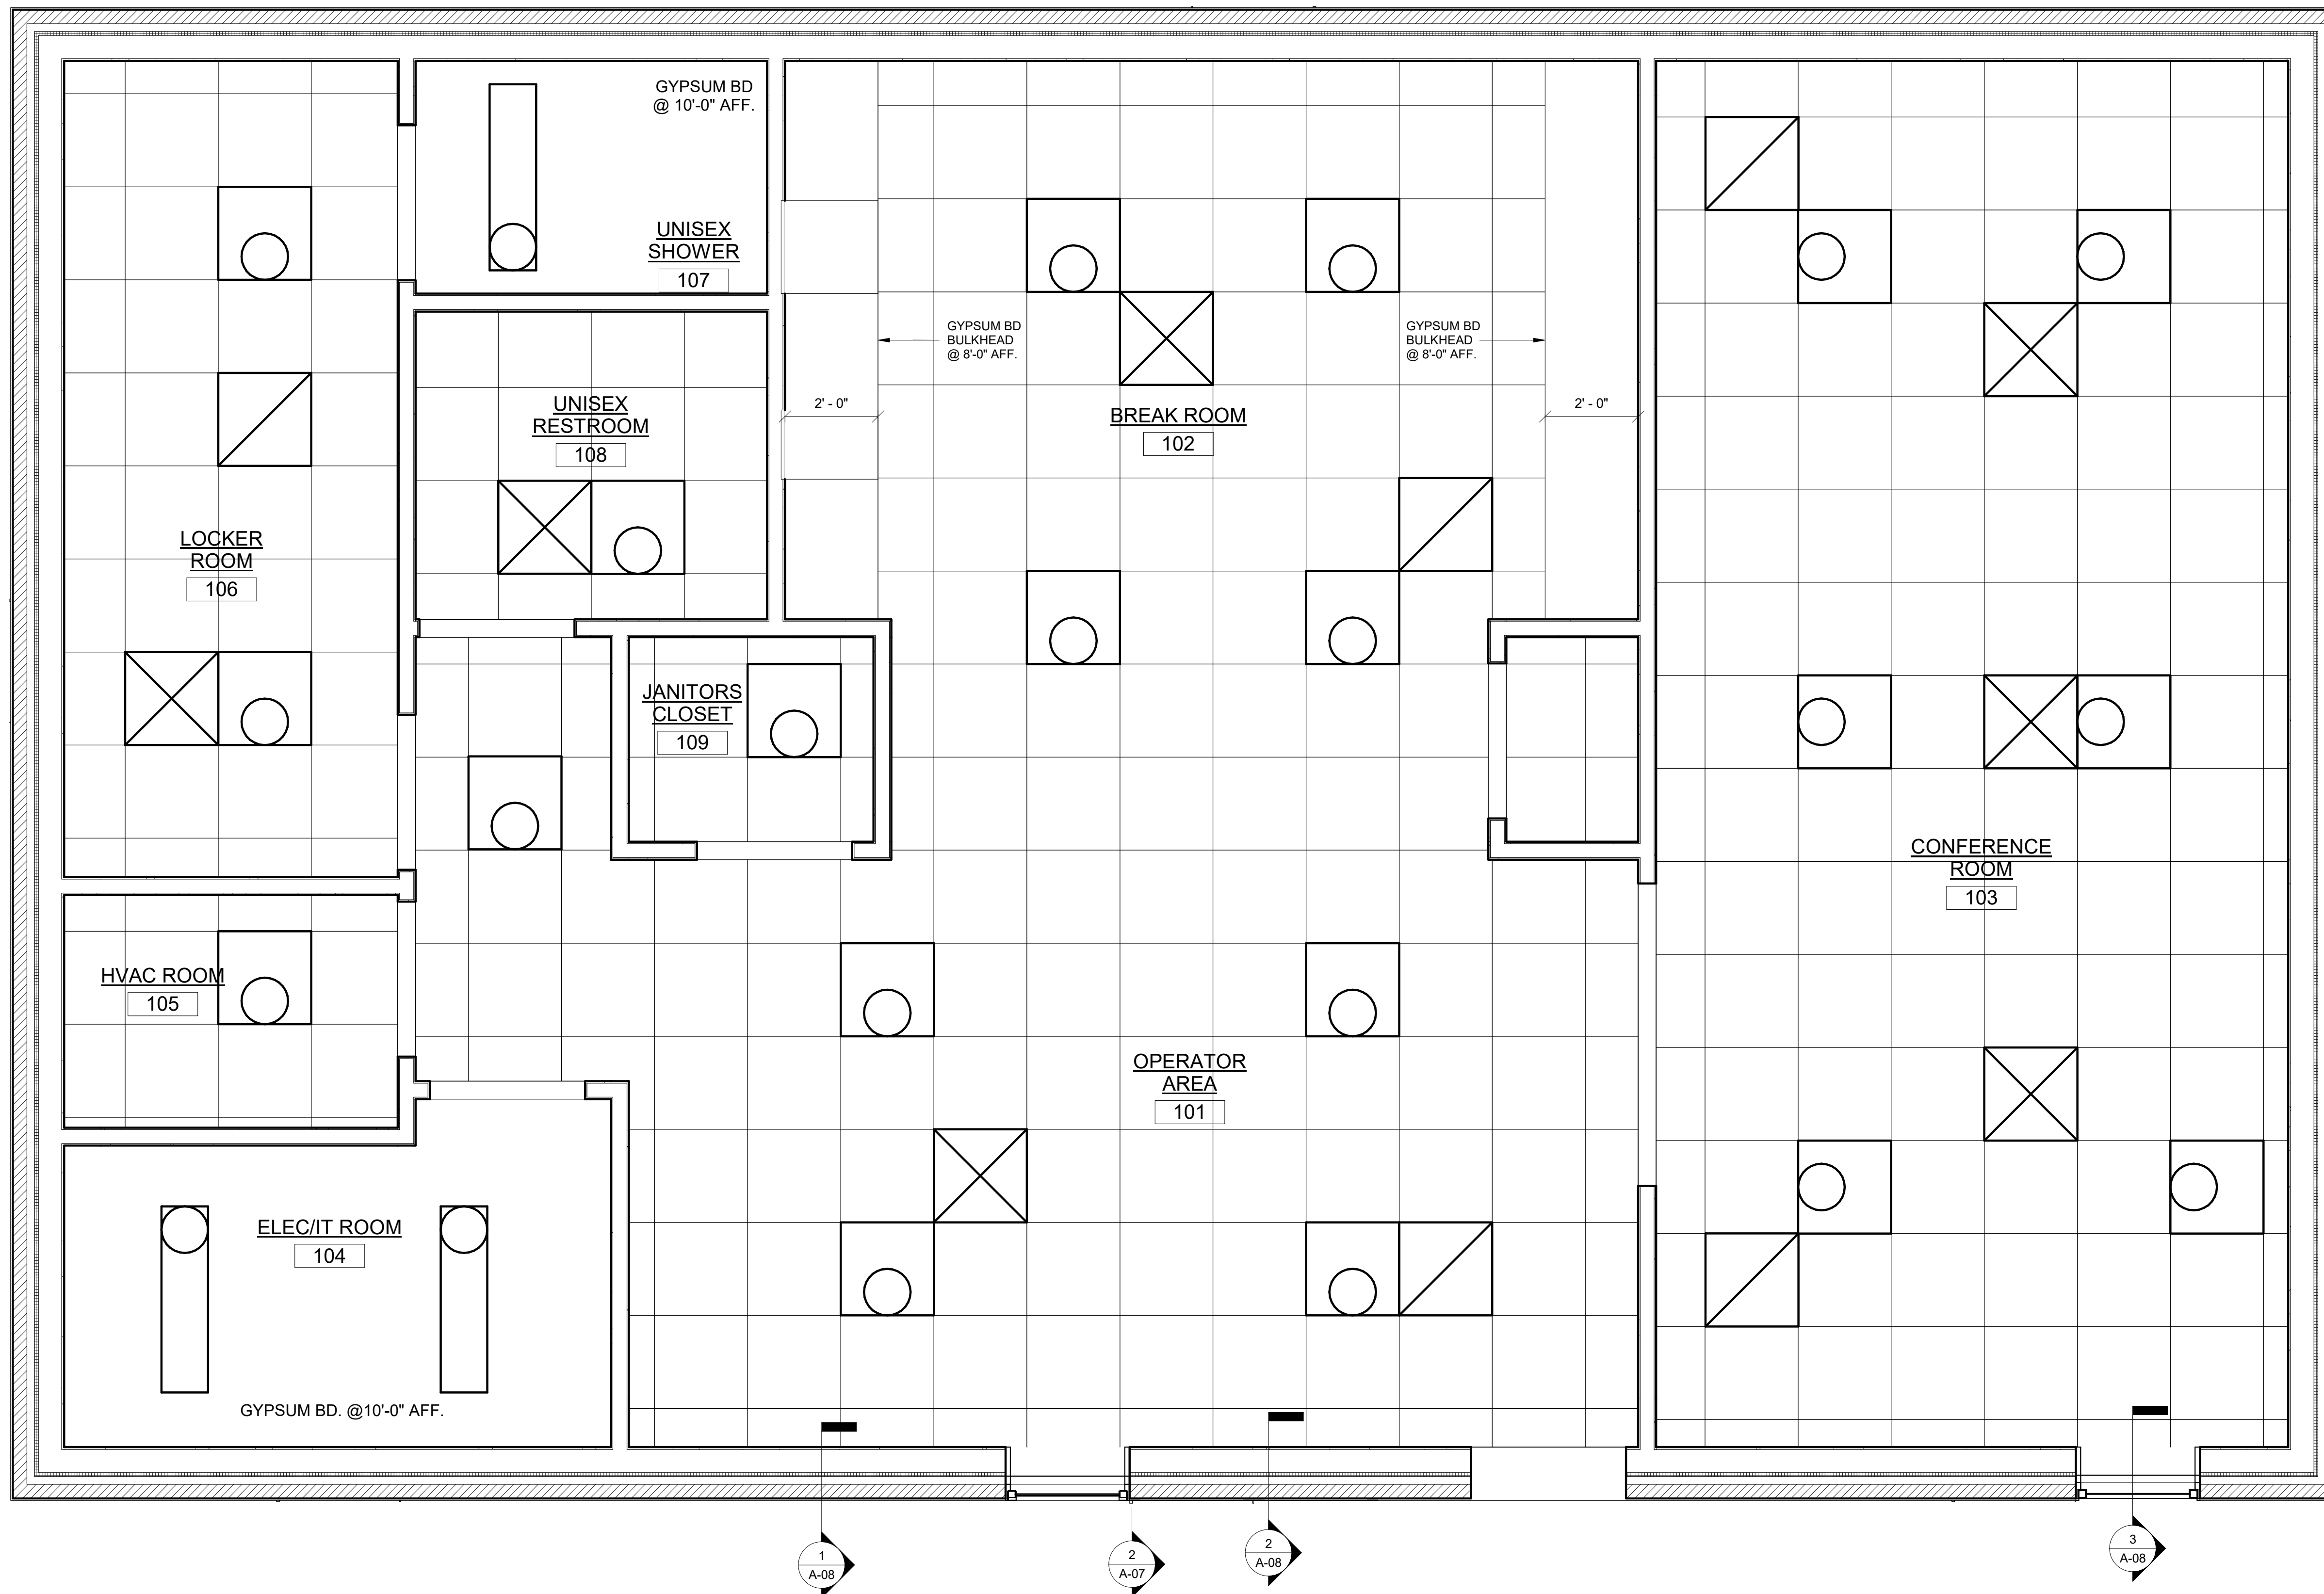 GYPSUM BD
@ 10'-0" AFF.
UNISEX
SHOWER
107
GYPSUM BD
BULKHEAD
@ 8'-0" AFF.
GYPSUM BD
BULKHEAD
@ 8'-0" AFF.
2' - 0"
2' - 0"
UNISEX
RESTROOM
108
BREAK ROOM
102
LOCKER
ROOM
106
JANITORS
CLOSET
109
CONFERENCE
ROOM
103
HVAC ROOM
105
OPERATOR
AREA
101
ELEC/IT ROOM
104
GYPSUM BD. @10'-0" AFF.
1
A-08
2
A-07
2
A-08
3
A-08